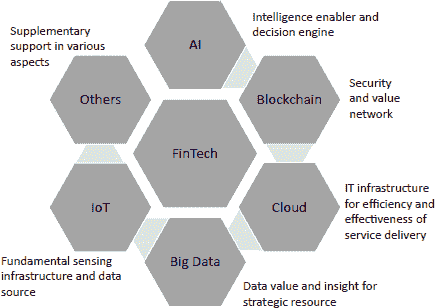 Supplementary
support in various
aspects
AI
Intelligence enabler and
decision engine
Others
Blockchain
Security
and value
network
FinTech
IoT
Cloud
IT infrastructure
for efficiency and
effectiveness of
service delivery
Fundamental sensing
infrastructure and data
source
Big Data
Data value and insight for
strategic resource